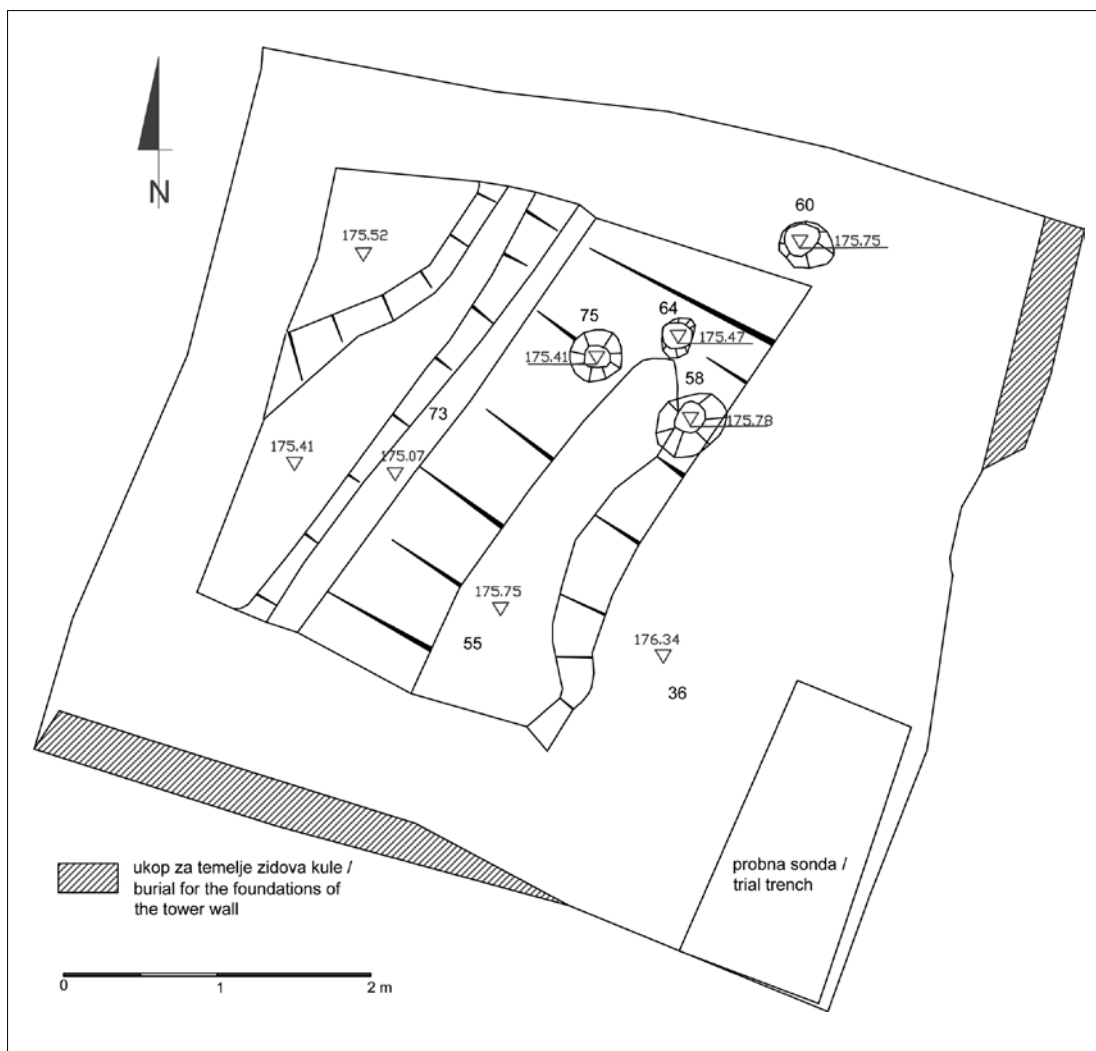 N
60
175.75
175.52
75
64
175.47
175.41
58
175.78
73
175.41
175.07
175.75
55
176.34
36
probna sonda /
trial trench
ukop za temelje zidova kule /
burial for the foundations of
the tower wall
0
1
2 m